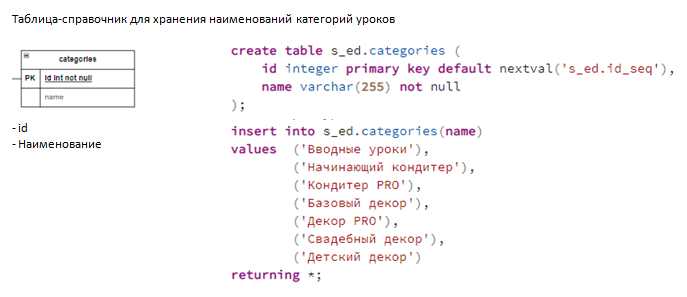 Таблица-справочник для хранения наименований категорий уроков
categories
PK id int not null
name
- id
- Наименование
create table s_ed.categories (
id integer primary key default nextval('s_ed.id_seq'),
name varchar(255) not null
);
insert into s_ed.categories(name)
values ('Вводные уроки'),
('Начинающий кондитер'),
('Кондитер PRO'),
('Базовый декор'),
('Декор PRO'),
('Свадебный декор'),
('Детский декор')
returning *;